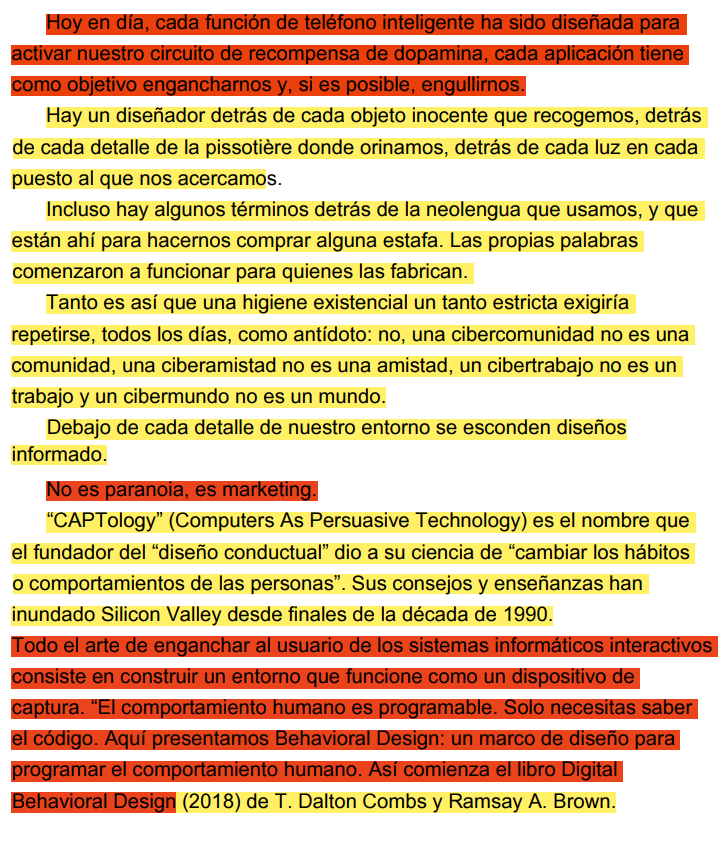 Hoy en día, cada función de teléfono inteligente ha sido diseñada para
activar nuestro circuito de recompensa de dopamina, cada aplicación tiene
como objetivo engancharnos y, si es posible, engullirnos.
Hay un diseñador detrás de cada objeto inocente que recogemos, detrás
de cada detalle de la pissotière donde orinamos, detrás de cada luz en cada
puesto al que nos acercamos.
Incluso hay algunos términos detrás de la neolengua que usamos, y que
están ahí para hacernos comprar alguna estafa. Las propias palabras
comenzaron a funcionar para quienes las fabrican.
Tanto es así que una higiene existencial un tanto estricta exigiría
repetirse, todos los días, como antídoto: no, una cibercomunidad no es una
comunidad, una ciberamistad no es una amistad, un cibertrabajo no es un
trabajo y un cibermundo no es un mundo.
Debajo de cada detalle de nuestro entorno se esconden diseños
informado.
No es paranoia, es marketing.
“CAPTology” (Computers As Persuasive Technology) es el nombre que
el fundador del “diseño conductual” dio a su ciencia de “cambiar los hábitos
o comportamientos de las personas”. Sus consejos y enseñanzas han
inundado Silicon Valley desde finales de la década de 1990.
Todo el arte de enganchar al usuario de los sistemas informáticos interactivos
consiste en construir un entorno que funcione como un dispositivo de
captura. “El comportamiento humano es programable. Solo necesitas saber
el código. Aquí presentamos Behavioral Design: un marco de diseño para
programar el comportamiento humano. Así comienza el libro Digital
Behavioral Design (2018) de T. Dalton Combs y Ramsay A. Brown.